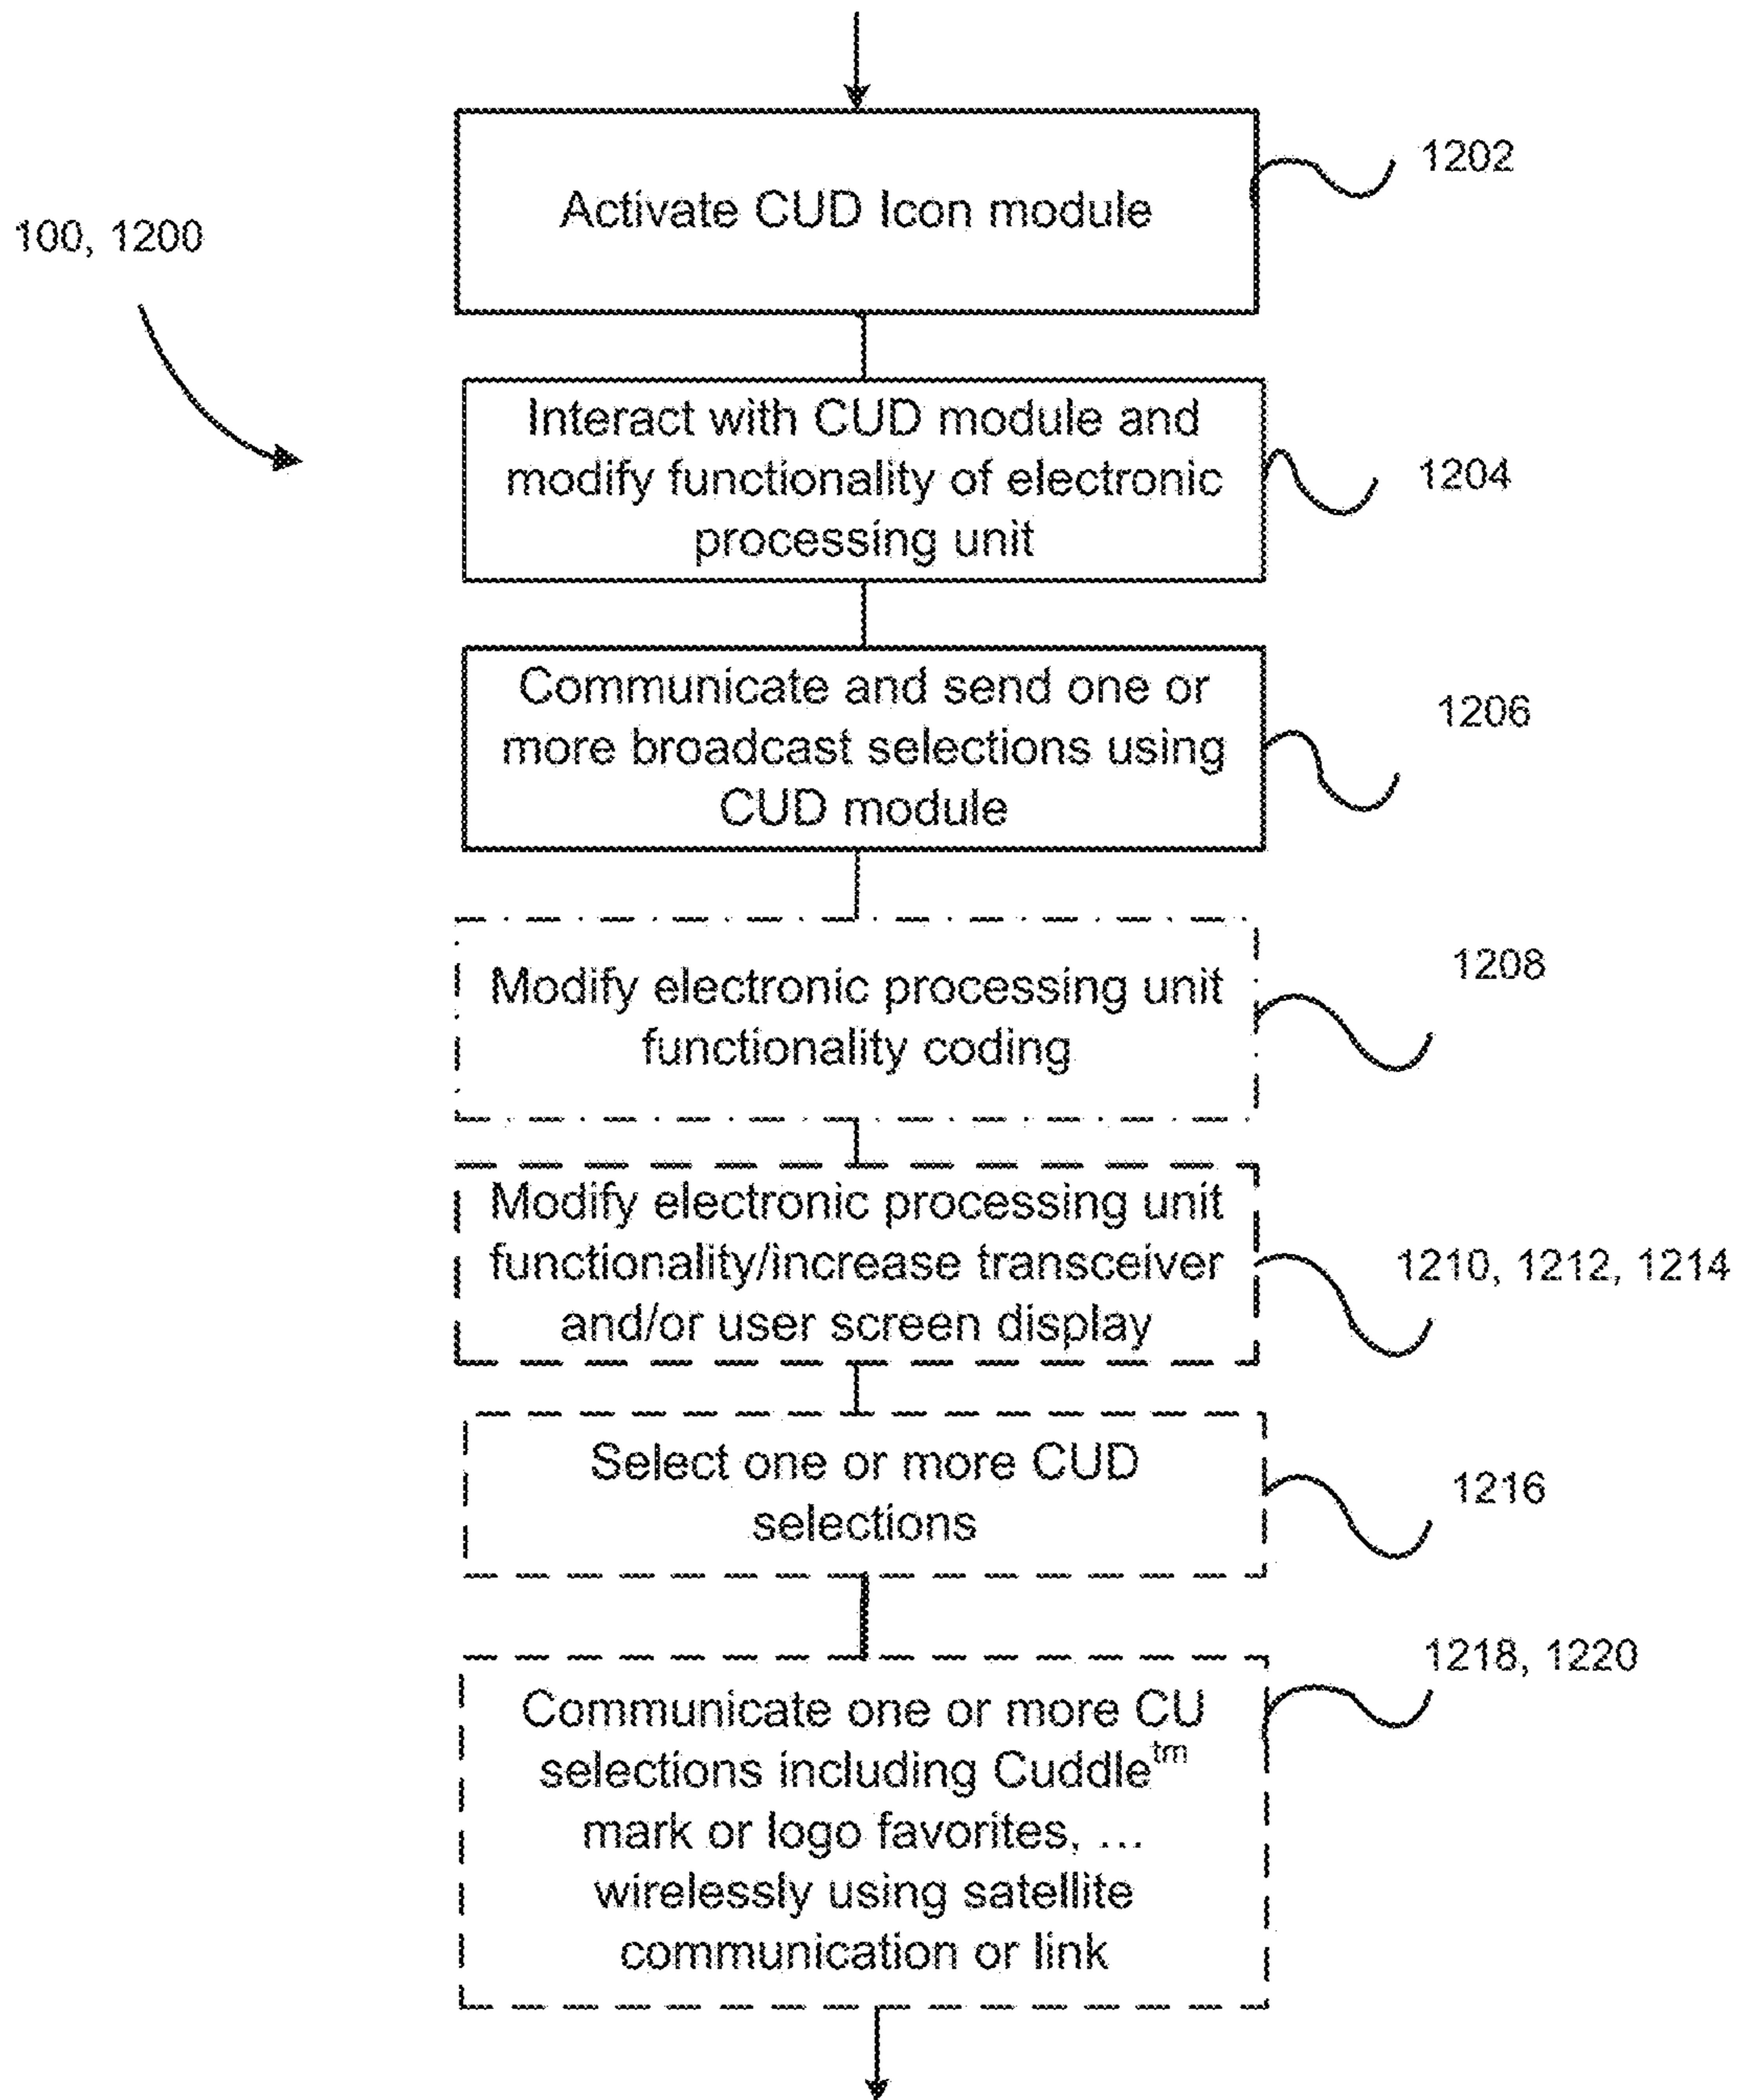 1202
Activate CUD Icon module
100, 1200
Interact with CUD module and
modify functionality of electronic
processing unit
1204
Communicate and send one or
more broadcast selections using
CUD module
1206
Modify electronic processing unit
functionality coding
1208
Modify electronic processing unit
functionality/increase transceiver
and/or user screen display
1210, 1212, 1214
Select one or more CUD
selections
1216
1218, 1220
Communicate one or more CU
selections including Cuddle™
mark or logo favorites, ...
wirelessly using satellite
communication or link